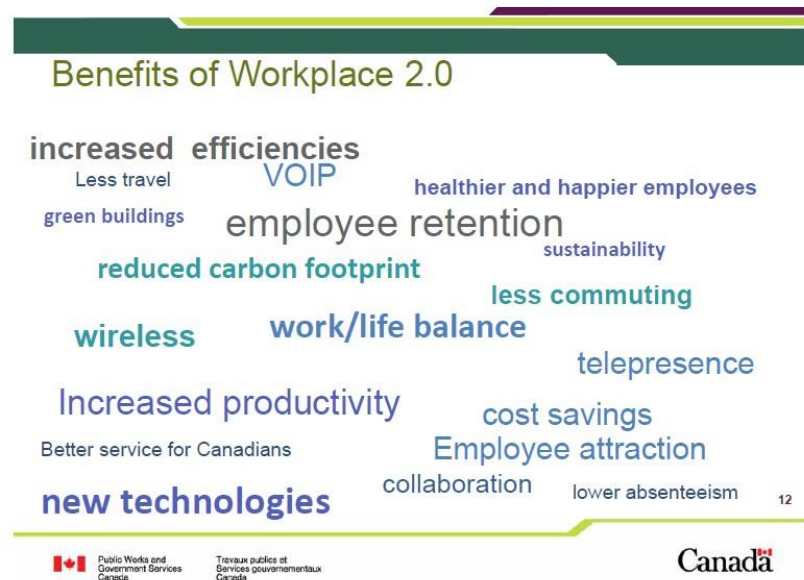 Benefits of Workplace 2.0
increased efficiencies
VOIP
Less travel
healthier and happier employees
green buildings
employee retention
sustainability
reduced carbon footprint
less commuting
work/life balance
wireless
telepresence
Increased productivity
cost savings
Better service for Canadians
Employee attraction
collaboration
lower absenteeism
new technologies
12
Public Works and
Government Services
Canada
Travaux publics et
Services gouvernementaux
Canada
Canada